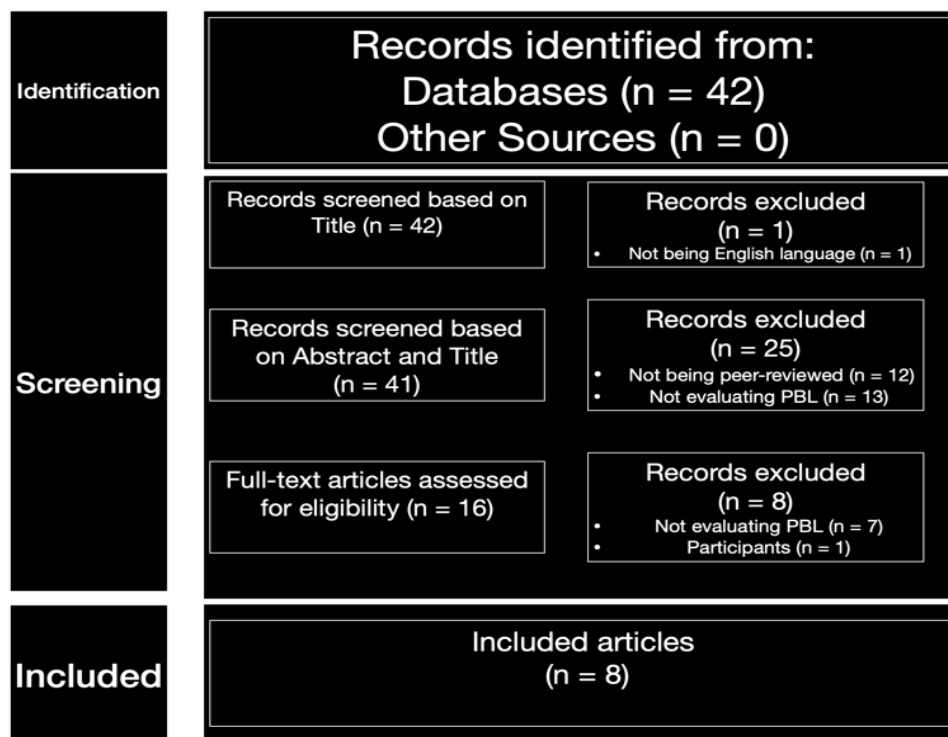 Identification
Records identified from:
Databases (n = 42)
Other Sources (n = 0)
Screening
Records screened based on
Title (n = 42)
Records excluded
(n = 1)
• Not being English language (n = 1)
Records screened based
on Abstract and Title
(n = 41)
Records excluded
(n = 25)
• Not being peer-reviewed (n = 12)
• Not evaluating PBL (n = 13)
Full-text articles assessed
for eligibility (n = 16)
Records excluded
(n = 8)
• Not evaluating PBL (n = 7)
• Participants (n = 1)
Included
Included articles
(n = 8)